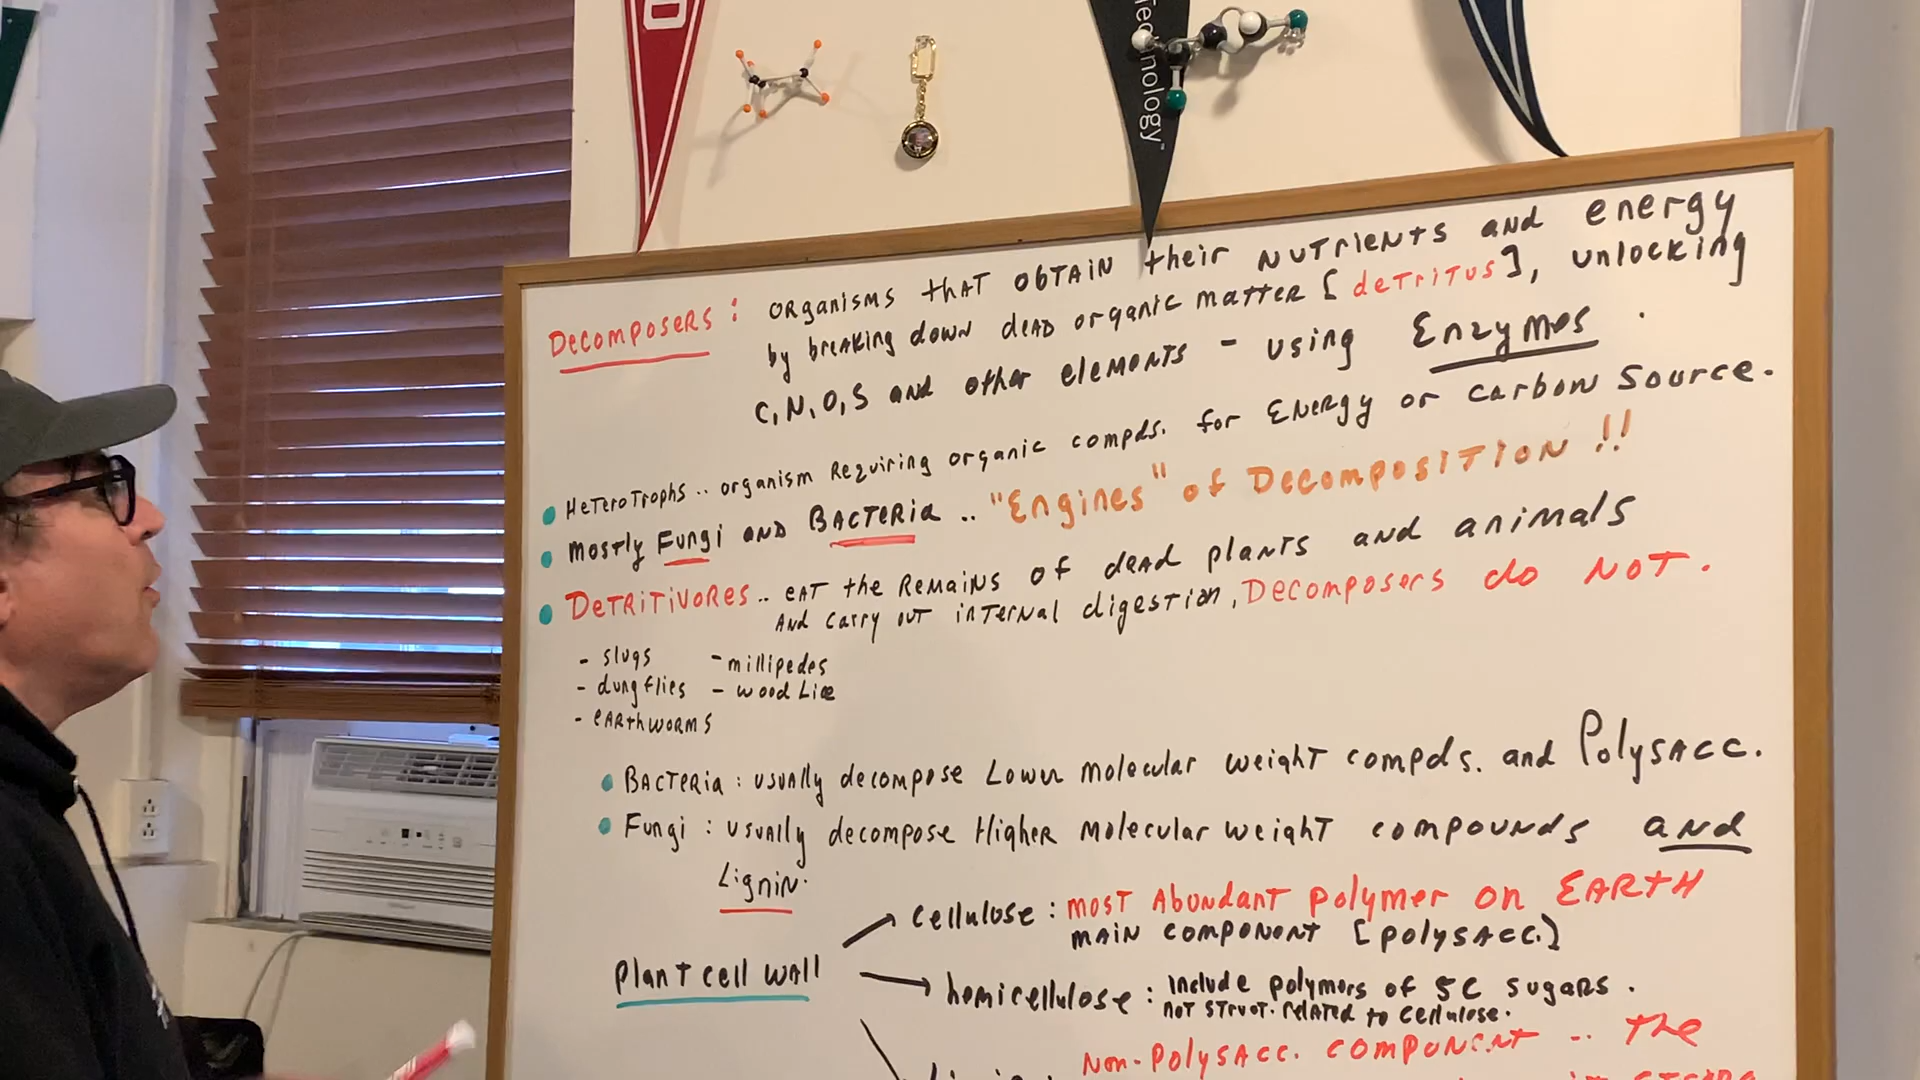 Technology
Decomposers: organisms that obtain their nutrients and energy
by breaking down dead organic matter [detritus], unlocking
C, N, O, S and other elements - using Enzymes.
Heterotrophs.. organism requiring organic compds. for energy or carbon source.
mostly Fungi and Bacteria .. "Engines" of Decomposition!!
Detritivores.. eat the remains of dead plants and animals
and carry out internal digestion, Decomposers do NOT.
- slugs - millipedes
- dung flies - wood lice
- earthworms
Bacteria: usually decompose lower molecular weight compds. and Polysacc.
Fungi: usually decompose Higher molecular weight compounds and
Lignin.
cellulose: most Abundant polymer on EARTH
main component [polysacc.]
Plant cell wall
hemicellulose: include polymers of 5C sugars.
not struct. related to cellulose.
Non-polysacc. component .. The